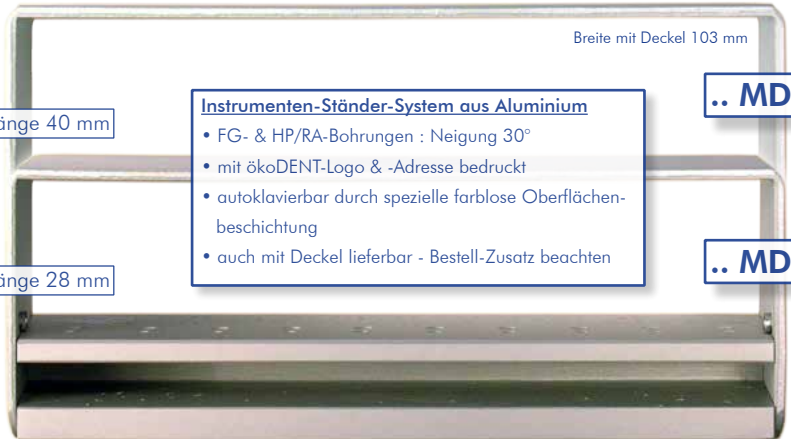 Breite mit Deckel 103 mm
.. MD
änge 40 mm
Instrumenten-Ständer-System aus Aluminium
• FG- & HP/RA-Bohrungen : Neigung 30°
• mit ökoDENT-Logo & -Adresse bedruckt
• autoklavierbar durch spezielle farblose Oberflächen-
beschichtung
• auch mit Deckel lieferbar - Bestell-Zusatz beachten
.. MD
änge 28 mm